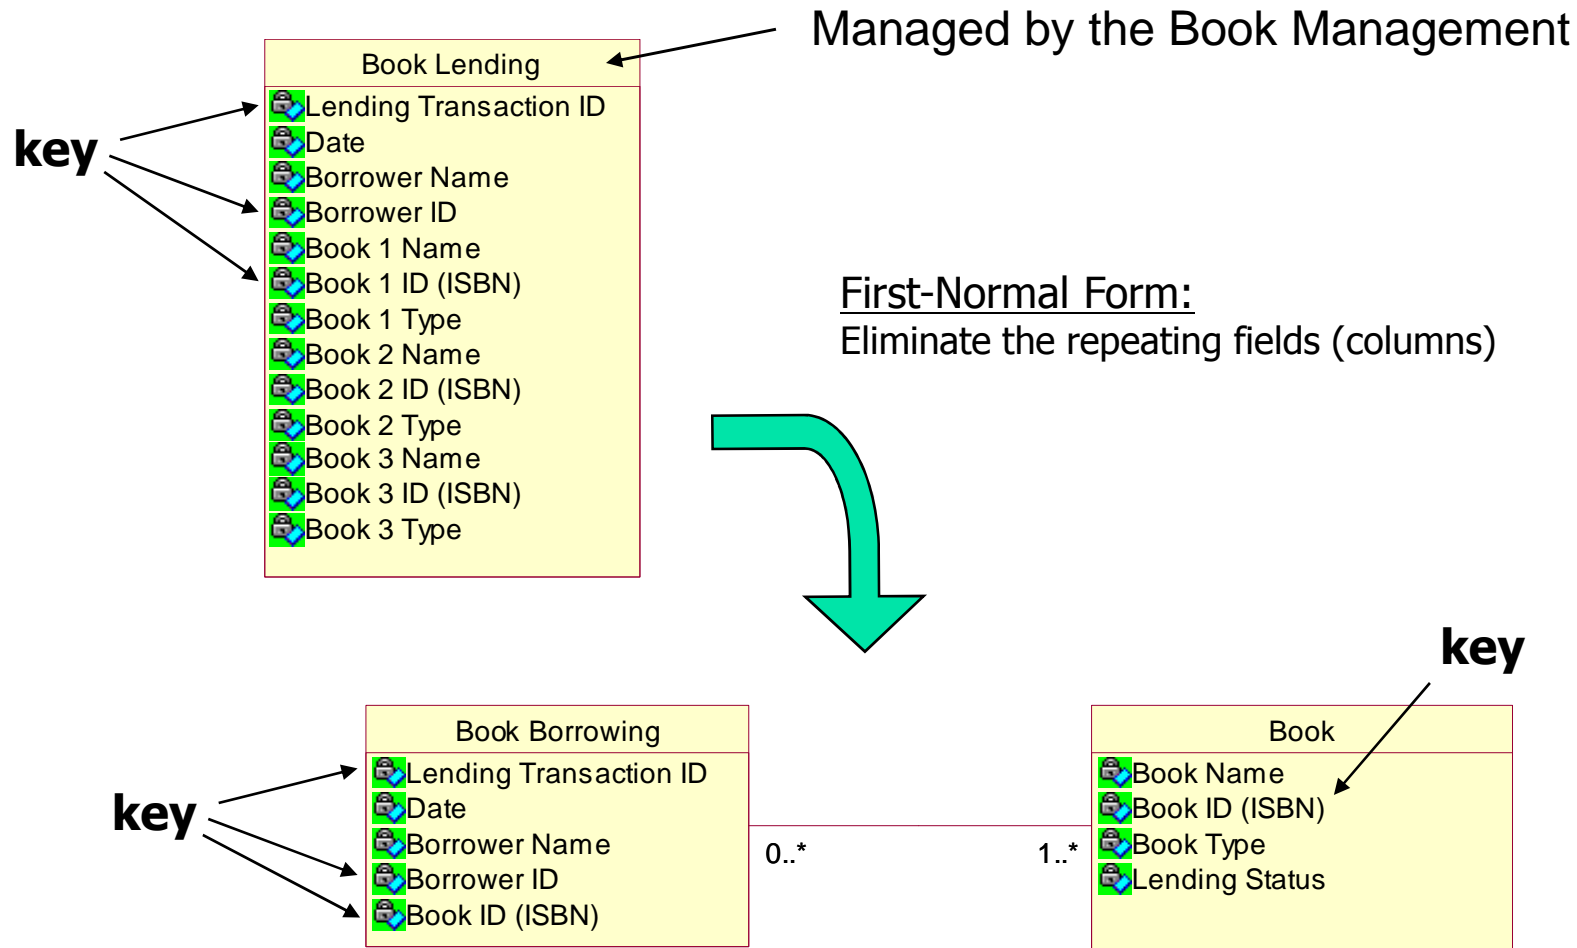 Managed by the Book Management
Book Lending
key
Lending Transaction ID
Date
Borrower Name
Borrower ID
Book 1 Name
Book 1 ID (ISBN)
Book 1 Type
Book 2 Name
Book 2 ID (ISBN)
Book 2 Type
Book 3 Name
Book 3 ID (ISBN)
Book 3 Type
First-Normal Form:
Eliminate the repeating fields (columns)
key
Book Borrowing
Lending Transaction ID
Date
Borrower Name
Borrower ID
Book ID (ISBN)
0..*
1..*
key
Book
Book Name
Book ID (ISBN)
Book Type
Lending Status